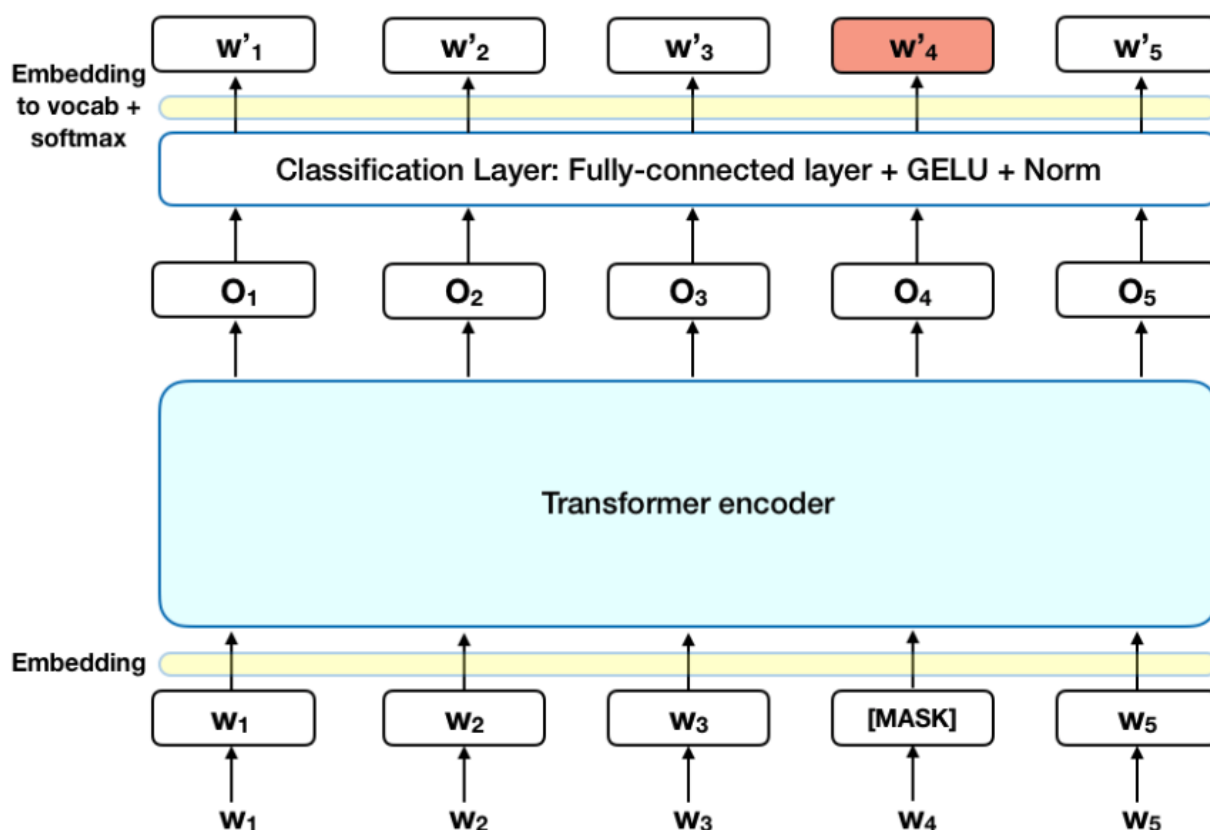 w’₁ w’₂ w’₃ w’₄ w’₅
Embedding
to vocab +
softmax
Classification Layer: Fully-connected layer + GELU + Norm
O₁ O₂ O₃ O₄ O₅
Transformer encoder
Embedding
w₁ w₂ w₃ [MASK] w₅
w₁ w₂ w₃ w₄ w₅